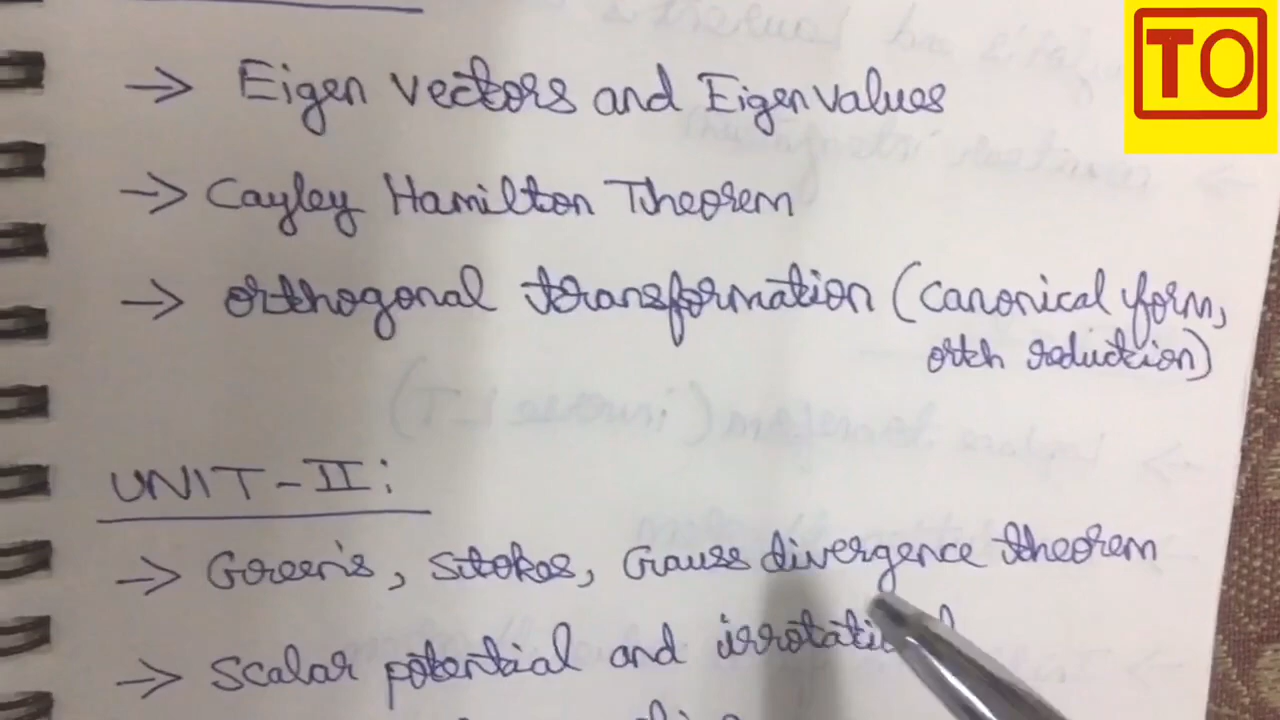 TO
→ Eigen vectors and Eigen values
→ Cayley Hamilton Theorem
→ orthogonal transformation (canonical form,
orth reduction)
UNIT-II:
→ Green's, Stokes, Gauss divergence theorem
→ Scalar potential and